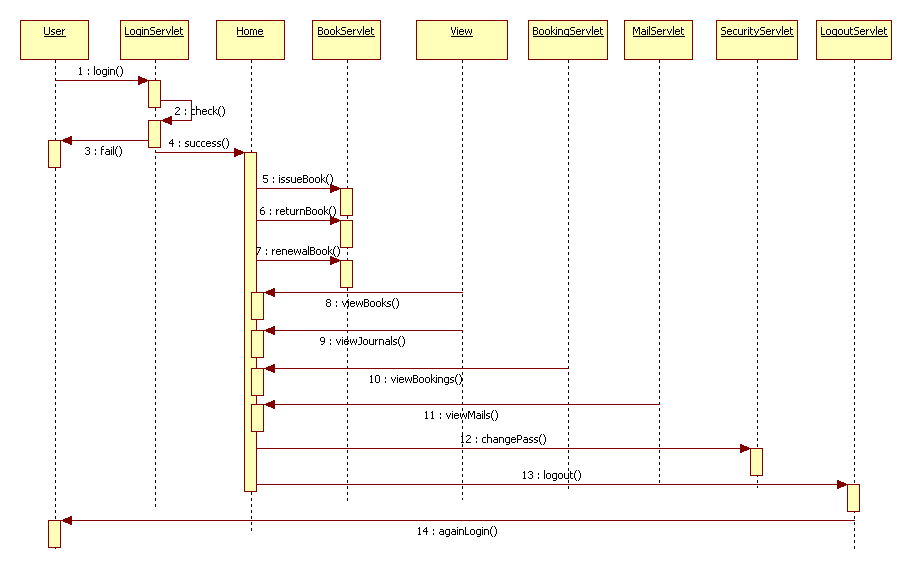 User
LoginServlet
Home
BookServlet
View
BookingServlet
MailServlet
SecurityServlet
LogoutServlet
1 : login()
2 : check()
3 : fail()
4 : success()
5 : issueBook()
6 : returnBook()
7 : renewalBook()
8 : viewBooks()
9 : viewJournals()
10 : viewBookings()
11 : viewMails()
12 : changePass()
13 : logout()
14 : againLogin()